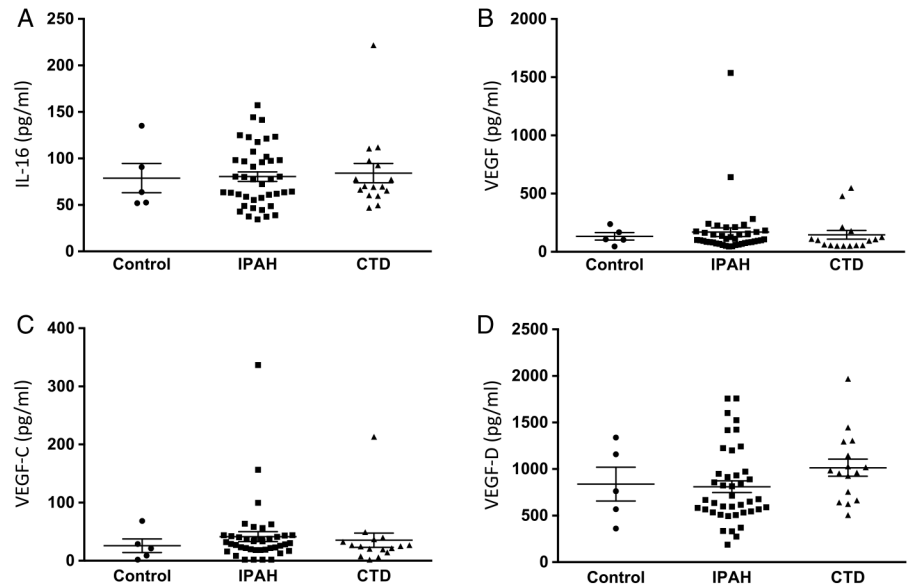 A
IL-16 (pg/ml)
250
200
150
100
50
0
Control IPAH CTD
B
VEGF (pg/ml)
2000
1500
1000
500
0
Control IPAH CTD
C
VEGF-C (pg/ml)
400
300
200
100
0
Control IPAH CTD
D
VEGF-D (pg/ml)
2500
2000
1500
1000
500
0
Control IPAH CTD